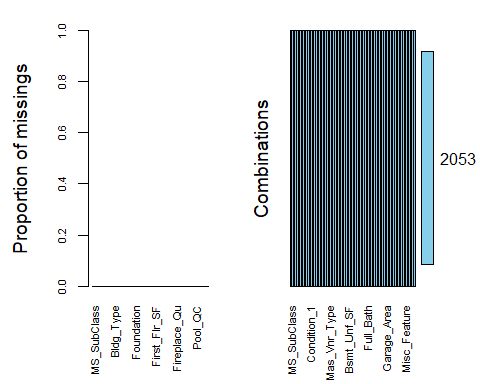 Proportion of missings
1.0
0.8
0.6
0.4
0.2
0.0
MS_SubClass
Bldg_Type
Foundation
First_Flr_SF
Fireplace_Qu
Pool_QC
Combinations
MS_SubClass
Condition_1
Mas_Vnr_Type
Bsmt_Unf_SF
Full_Bath
Garage_Area
Misc_Feature
2053